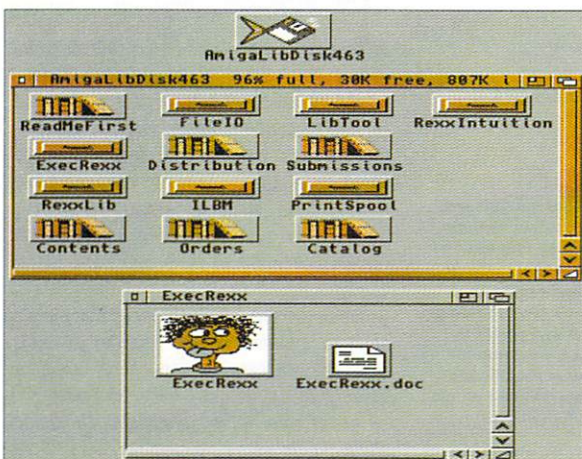 AmigaLibDisk463
AmigaLibDisk463 96% full, 30K free, 807K i
ReadMeFirst FileIO LibTool RexxIntuition
ExecRexx Distribution Submissions
RexxLib ILBM PrintSpool
Contents Orders Catalog
ExecRexx
ExecRexx ExecRexx.doc